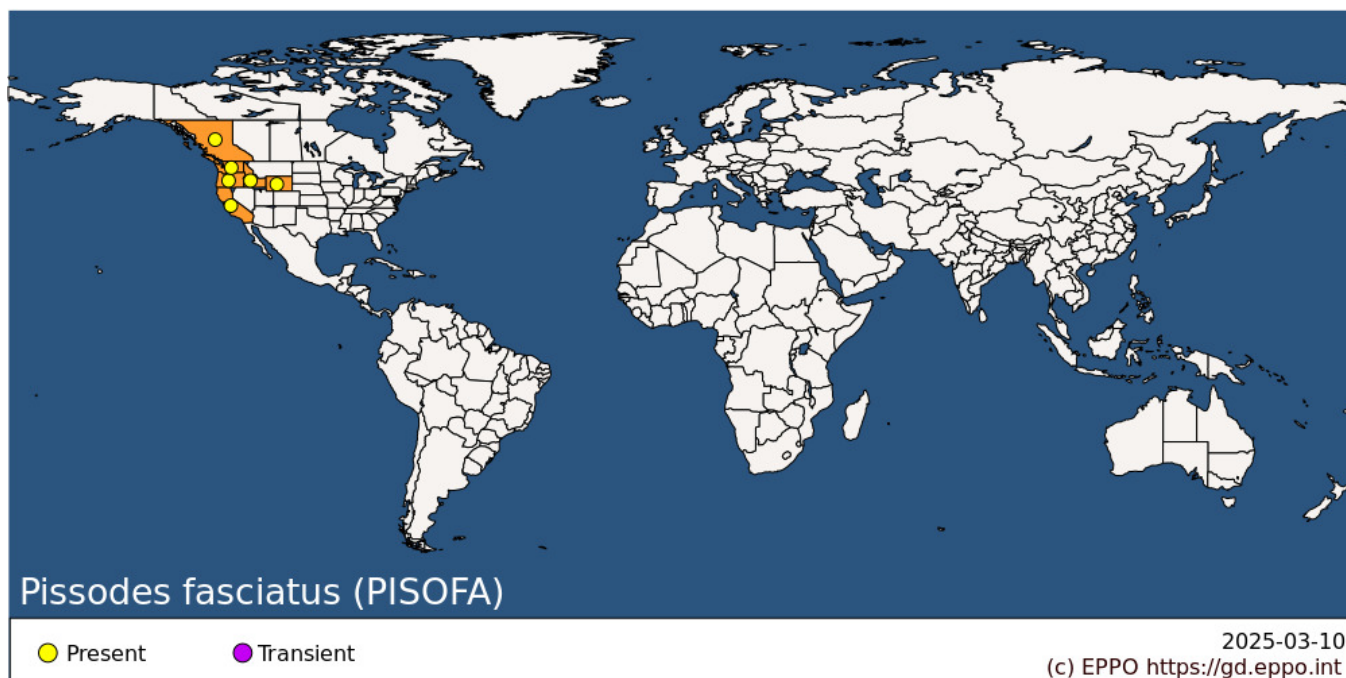 Pissodes fasciatus (PISOFA)
Present
Transient
2025-03-10
(c) EPPO https://gd.eppo.int